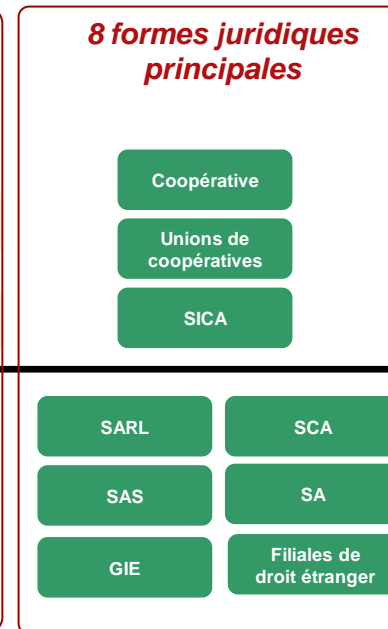 8 formes juridiques
principales
Coopérative
Unions de
coopératives
SICA
SARL
SCA
SAS
SA
GIE
Filiales de
droit étranger